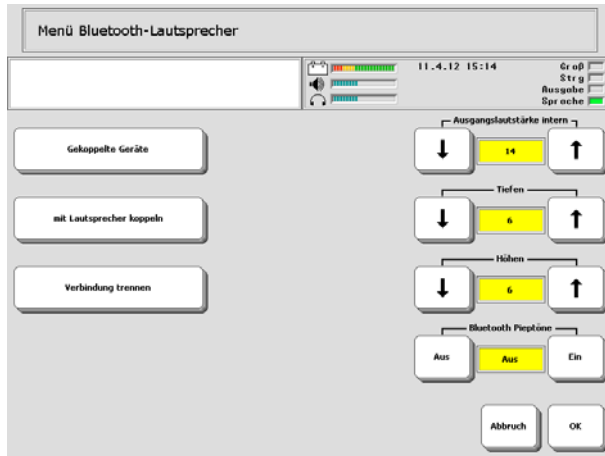 Menü Bluetooth-Lautsprecher
11.4.12 15:14
Groß
Strg
Ausgabe
Sprache
Ausgangslautstärke intern
Gekoppelte Geräte
14
Tiefen
mit Lautsprecher koppeln
6
Höhen
Verbindung trennen
6
Bluetooth Pieptöne
Aus Aus Ein
Abbruch OK